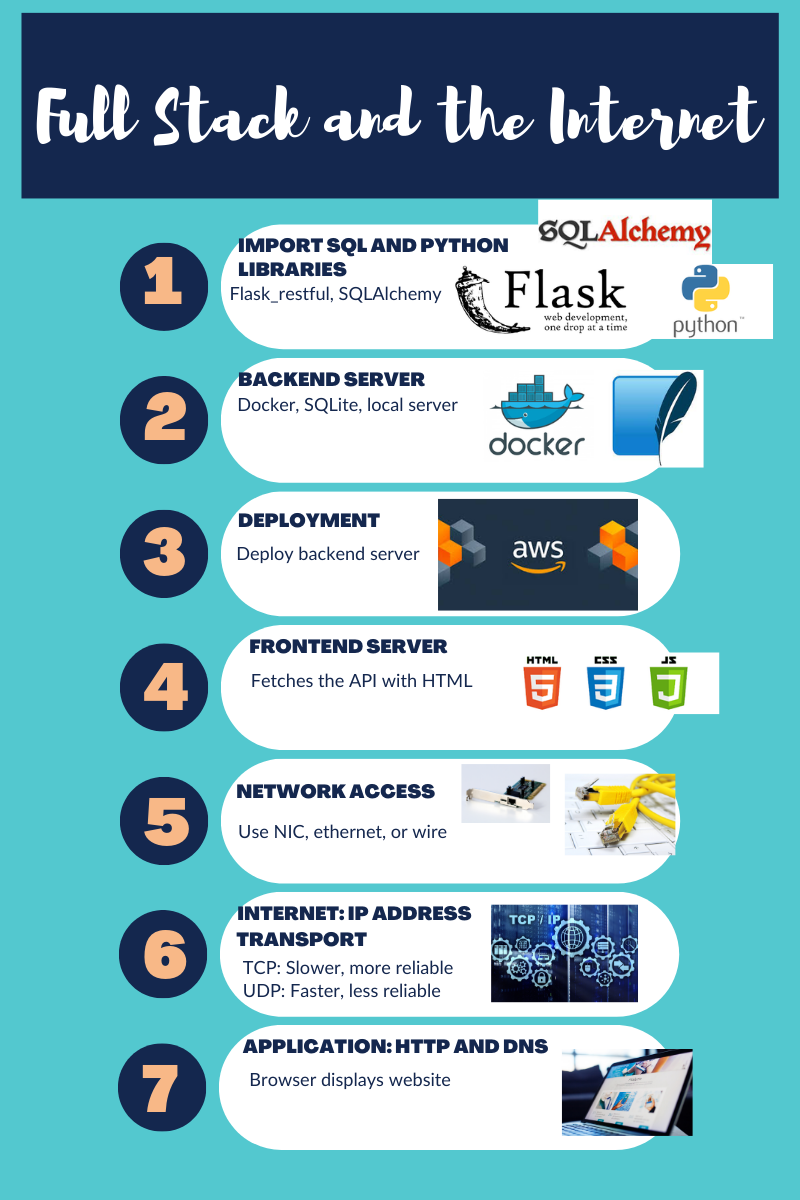 Full Stack and the Internet
1
IMPORT SQL AND PYTHON
LIBRARIES
Flask_restful, SQLAlchemy
SQLAlchemy
Flask
web development,
one drop at a time
python™
2
BACKEND SERVER
Docker, SQLite, local server
docker
3
DEPLOYMENT
Deploy backend server
aws
4
FRONTEND SERVER
Fetches the API with HTML
HTML
5
CSS
3
JS
5
NETWORK ACCESS
Use NIC, ethernet, or wire
6
INTERNET: IP ADDRESS
TRANSPORT
TCP: Slower, more reliable
UDP: Faster, less reliable
TCP / IP
7
APPLICATION: HTTP AND DNS
Browser displays website